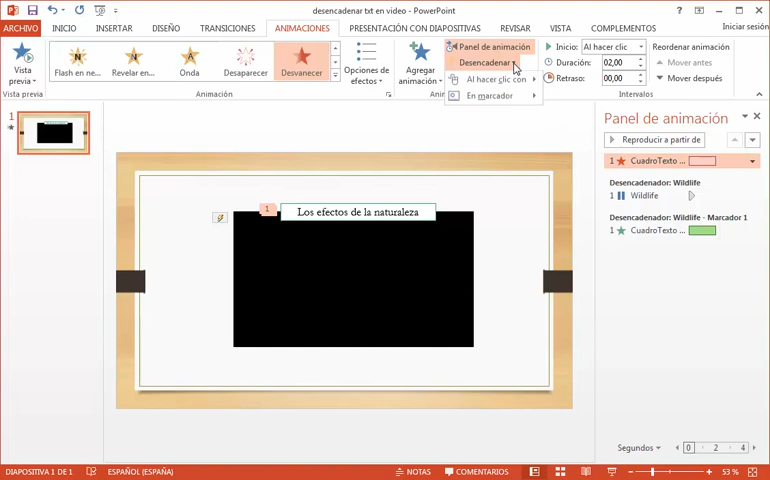 desencadenar txt en video - PowerPoint
ARCHIVO INICIO INSERTAR DISEÑO TRANSICIONES ANIMACIONES PRESENTACIÓN CON DIAPOSITIVAS REVISAR VISTA COMPLEMENTOS Iniciar sesión
Vista previa
Flash en ne... Revelar en... Onda Desaparecer Desvanecer
Opciones de efectos
Agregar animación
Panel de animación
Desencadenar
Al hacer clic con
En marcador
Inicio: Al hacer clic
Duración: 02,00
Retraso: 00,00
Reordenar animación
Mover antes
Mover después
Vista previa Animación Intervalos
1
Los efectos de la naturaleza
1
Panel de animación
Reproducir a partir de
1 CuadroTexto ...
Desencadenador: Wildlife
1 Wildlife
Desencadenador: Wildlife - Marcador 1
1 CuadroTexto ...
Segundos 0 2 4
DIAPOSITIVA 1 DE 1 ESPAÑOL (ESPAÑA) NOTAS COMENTARIOS 53 %